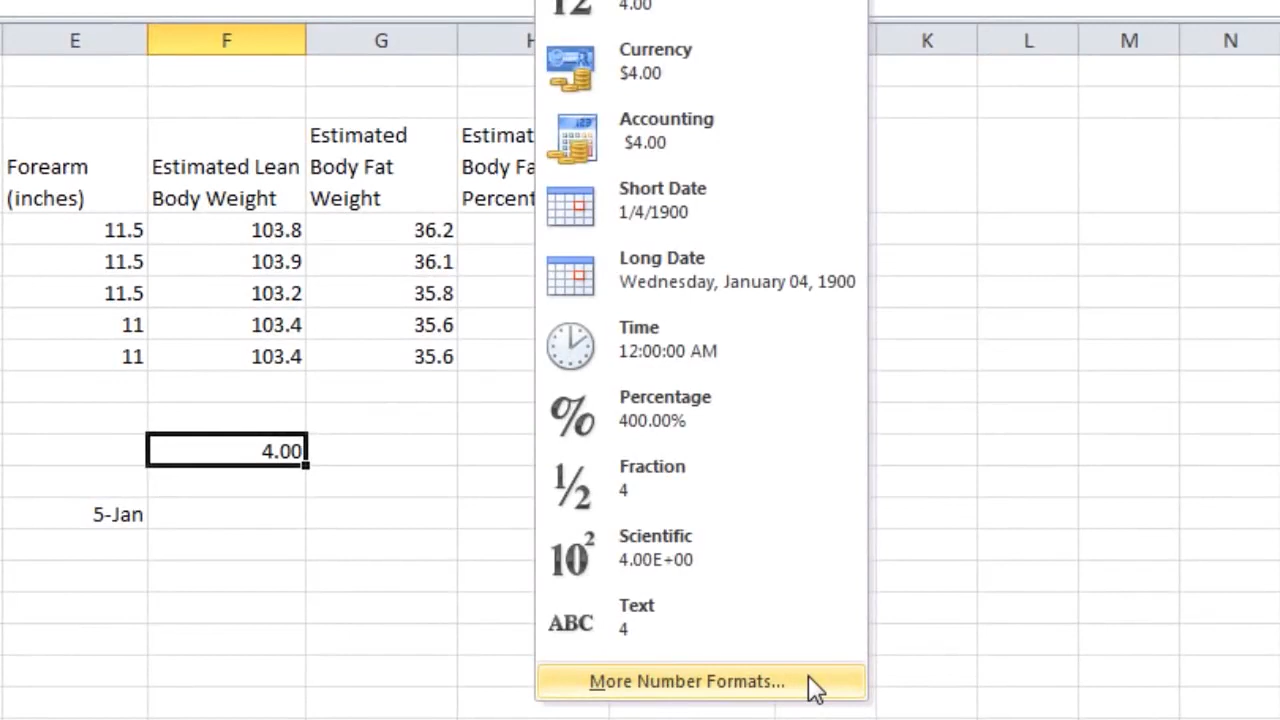 12 4.00
E F G H K L M N
Currency
$4.00
Accounting
$4.00
Estimated
Estimat
Forearm
Estimated Lean
Body Fat
Body Fa
(inches)
Body Weight
Weight
Percent
Short Date
1/4/1900
11.5 103.8 36.2
11.5 103.9 36.1
11.5 103.2 35.8
11 103.4 35.6
11 103.4 35.6
Long Date
Wednesday, January 04, 1900
Time
12:00:00 AM
% Percentage
400.00%
4.00
½ Fraction
4
5-Jan
10² Scientific
4.00E+00
ABC Text
4
More Number Formats...